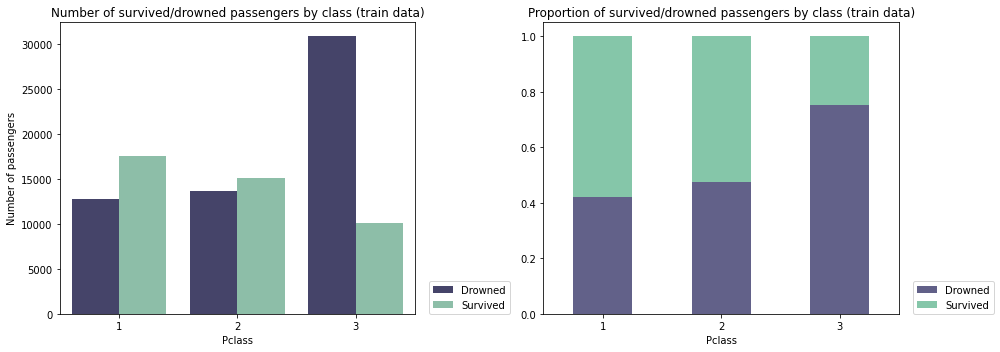 Number of survived/drowned passengers by class (train data)
Number of passengers
30000
25000
20000
15000
10000
5000
0
1
2
3
Pclass
Drowned
Survived
Proportion of survived/drowned passengers by class (train data)
1.0
0.8
0.6
0.4
0.2
0.0
1
2
3
Pclass
Drowned
Survived